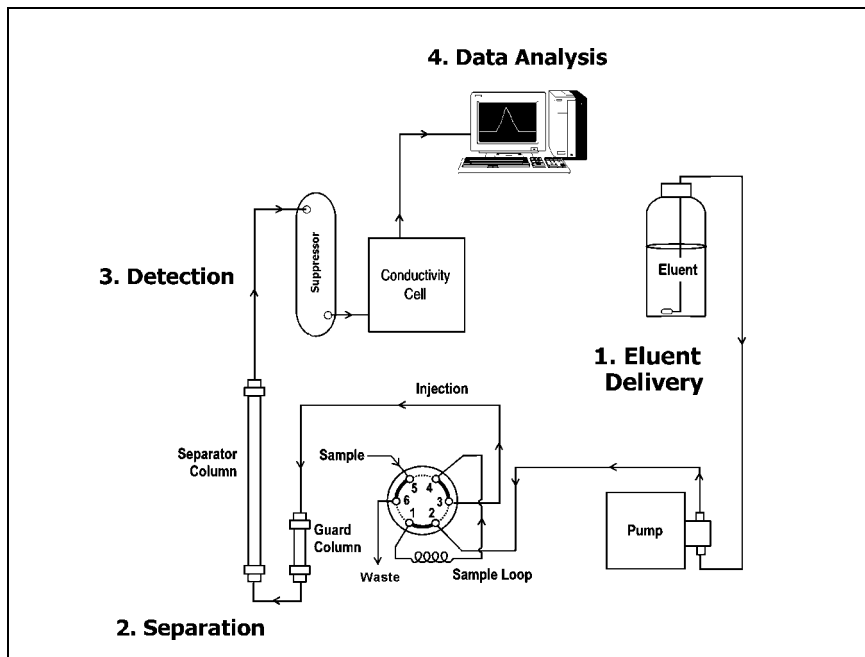 4. Data Analysis
Suppressor
3. Detection
Conductivity
Cell
Eluent
1. Eluent
Delivery
Injection
Separator
Column
Sample
5
4
6
3
1
2
Guard
Column
Pump
Waste
Sample Loop
2. Separation